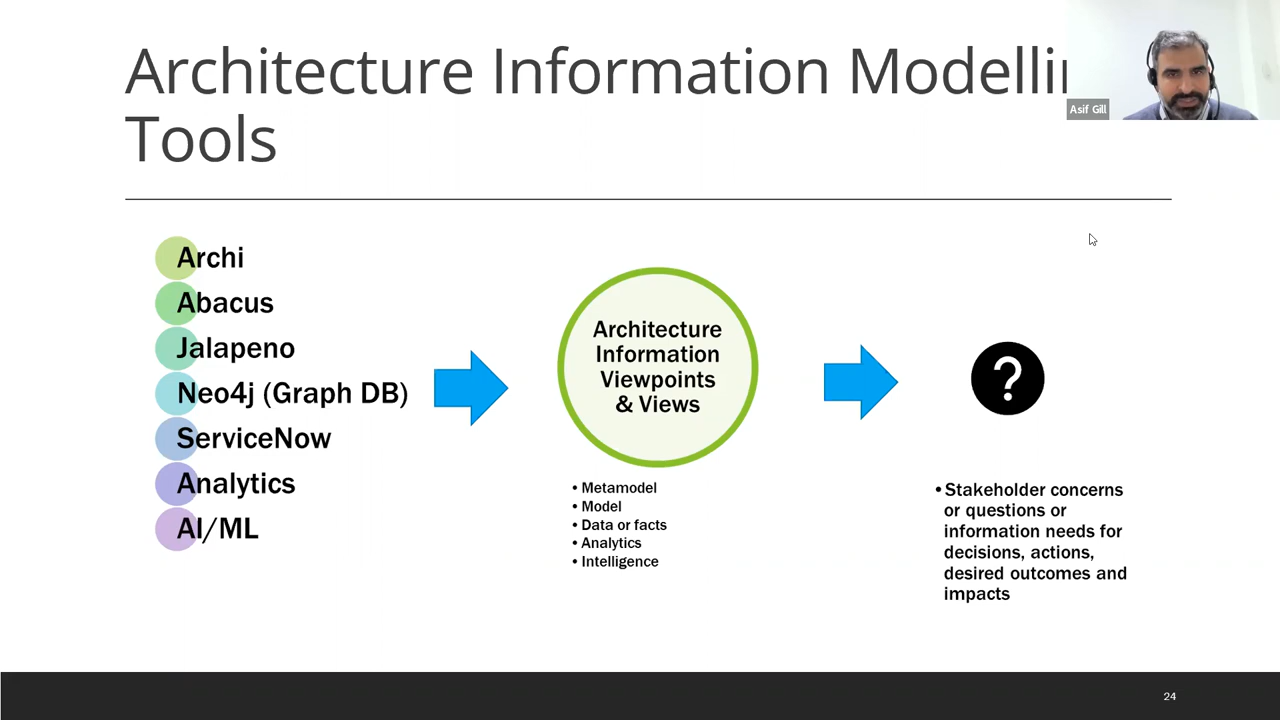 Architecture Information Modelli
Tools
Asif Gill
Archi
Abacus
Jalapeno
Neo4j (Graph DB)
ServiceNow
Analytics
AI/ML
Architecture
Information
Viewpoints
& Views
• Metamodel
• Model
• Data or facts
• Analytics
• Intelligence
?
• Stakeholder concerns
or questions or
information needs for
decisions, actions,
desired outcomes and
impacts
24